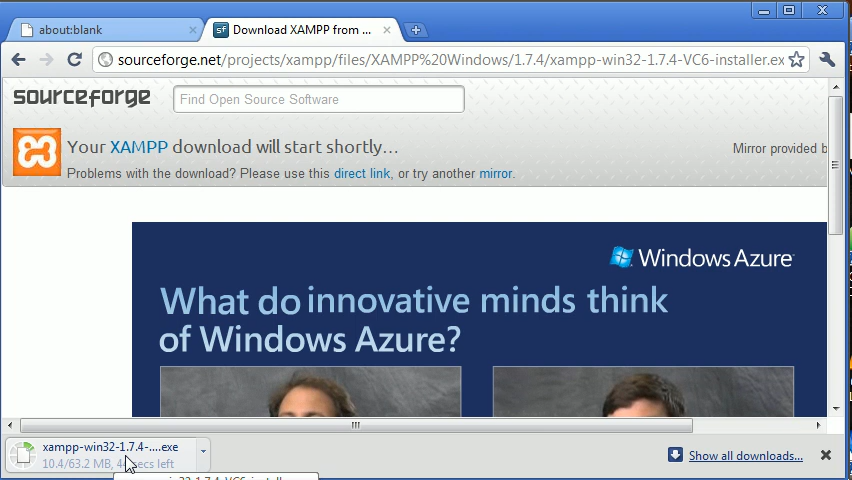 about:blank
Download XAMPP from ...
sourceforge.net/projects/xampp/files/XAMPP%20Windows/1.7.4/xampp-win32-1.7.4-VC6-installer.ex
sourceforge
Find Open Source Software
Your XAMPP download will start shortly...
Mirror provided b
Problems with the download? Please use this direct link, or try another mirror.
Windows Azure
What do innovative minds think
of Windows Azure?
xampp-win32-1.7.4-....exe
10.4/63.2 MB, secs left
Show all downloads...